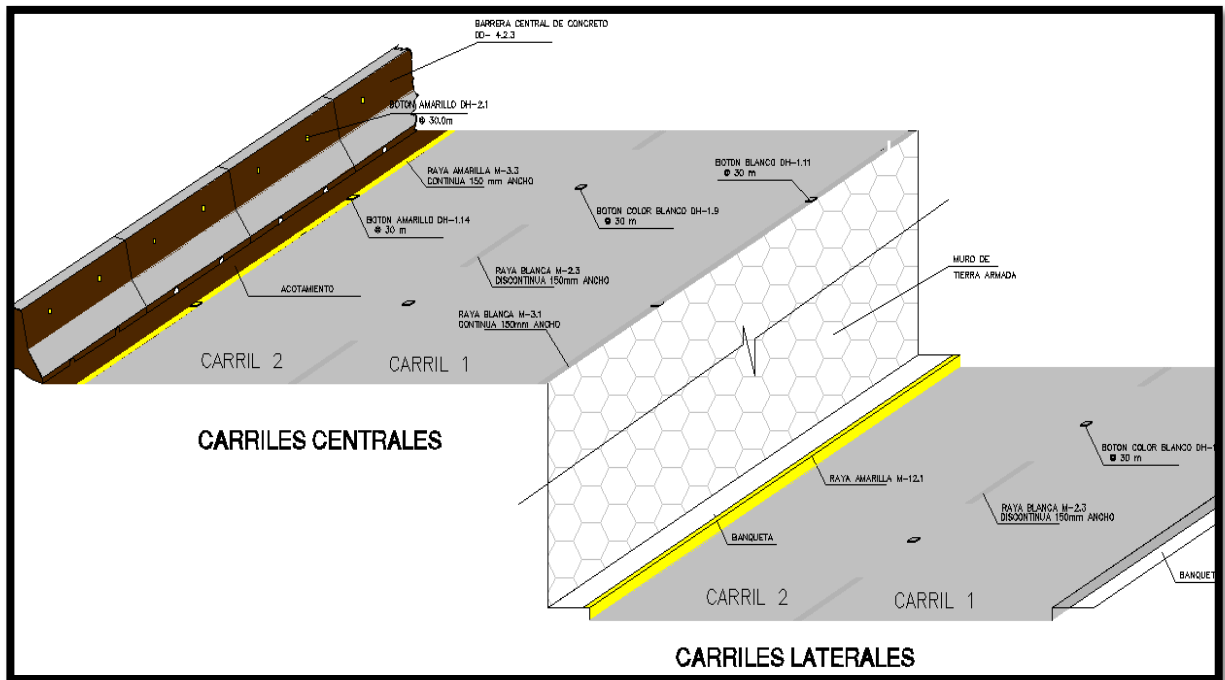 BARRERA CENTRAL DE CONCRETO
DD- 4.2.3
BOTON AMARILLO DH-2.1
@ 30.0m
RAYA AMARILLA M-3.3
CONTINUA 150 mm ANCHO
BOTON BLANCO DH-1.11
@ 30 m
BOTON AMARILLO DH-1.14
@ 30 m
BOTON COLOR BLANCO DH-1.9
@ 30 m
RAYA BLANCA M-2.3
DISCONTINUA 150mm ANCHO
MURO DE
TIERRA ARMADA
ACOTAMIENTO
RAYA BLANCA M-3.1
CONTINUA 150mm ANCHO
CARRIL 2
CARRIL 1
CARRILES CENTRALES
BOTON COLOR BLANCO DH-1
@ 30 m
RAYA AMARILLA M-12.1
RAYA BLANCA M-2.3
DISCONTINUA 150mm ANCHO
BANQUETA
BANQUET
CARRIL 2
CARRIL 1
CARRILES LATERALES